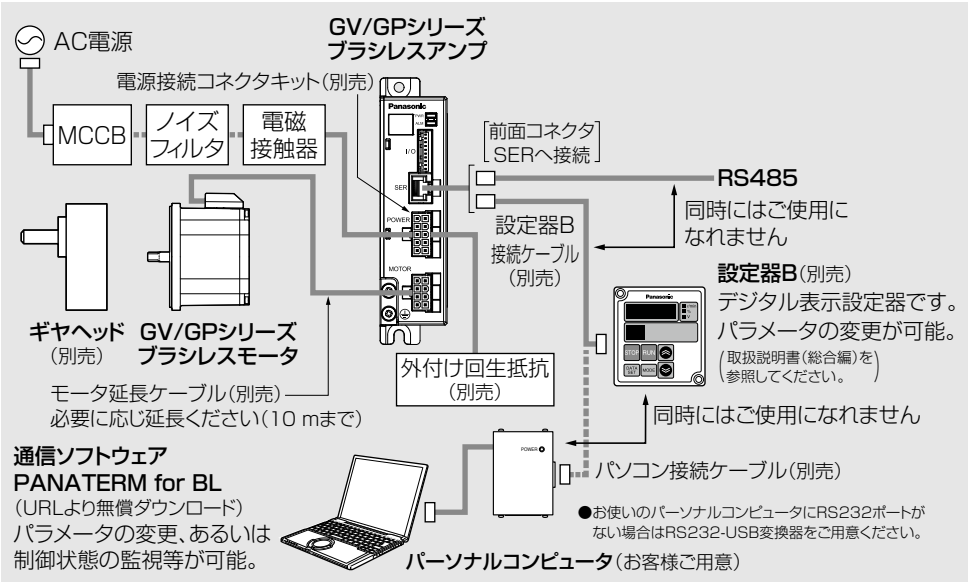 GV/GPシリーズ
ブラシレスアンプ
AC電源
電源接続コネクタキット(別売)
MCCB
ノイズ
フィルタ
電磁
接触器
Panasonic
PWR
ALM
I/O
SER
POWER
MOTOR
[前面コネクタ
SERへ接続]
RS485
同時にはご使用に
なれません
設定器B
接続ケーブル
(別売)
設定器B(別売)
デジタル表示設定器です。
パラメータの変更が可能。
(取扱説明書(総合編)を
参照してください。)
Panasonic
r/min
%
V
STOP RUN
DATA
SET
MODE
ギヤヘッド
(別売)
GV/GPシリーズ
ブラシレスモータ
外付け回生抵抗
(別売)
モータ延長ケーブル(別売)
必要に応じ延長ください(10 mまで)
同時にはご使用になれません
通信ソフトウェア
PANATERM for BL
(URLより無償ダウンロード)
パラメータの変更、あるいは
制御状態の監視等が可能。
POWER
パソコン接続ケーブル(別売)
●お使いのパーソナルコンピュータにRS232ポートが
ない場合はRS232-USB変換器をご用意ください。
パーソナルコンピュータ(お客様ご用意)